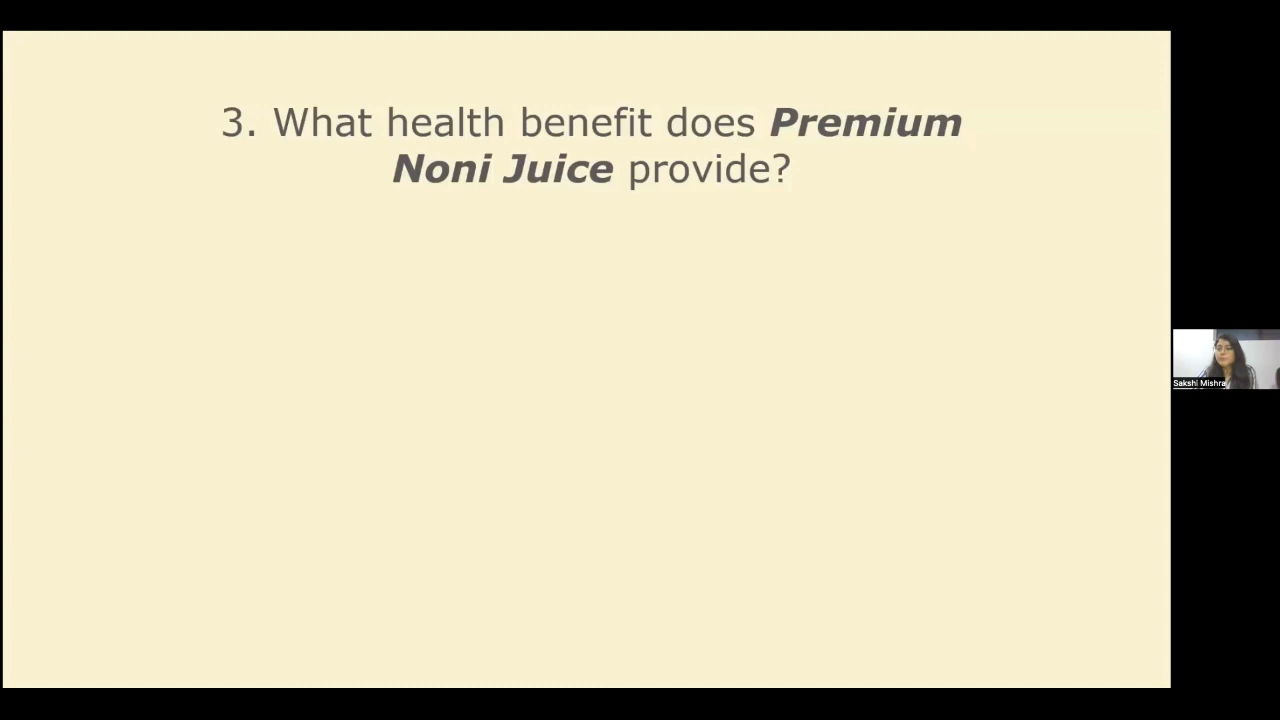 3. What health benefit does Premium
Noni Juice provide?
Sakshi Mishra